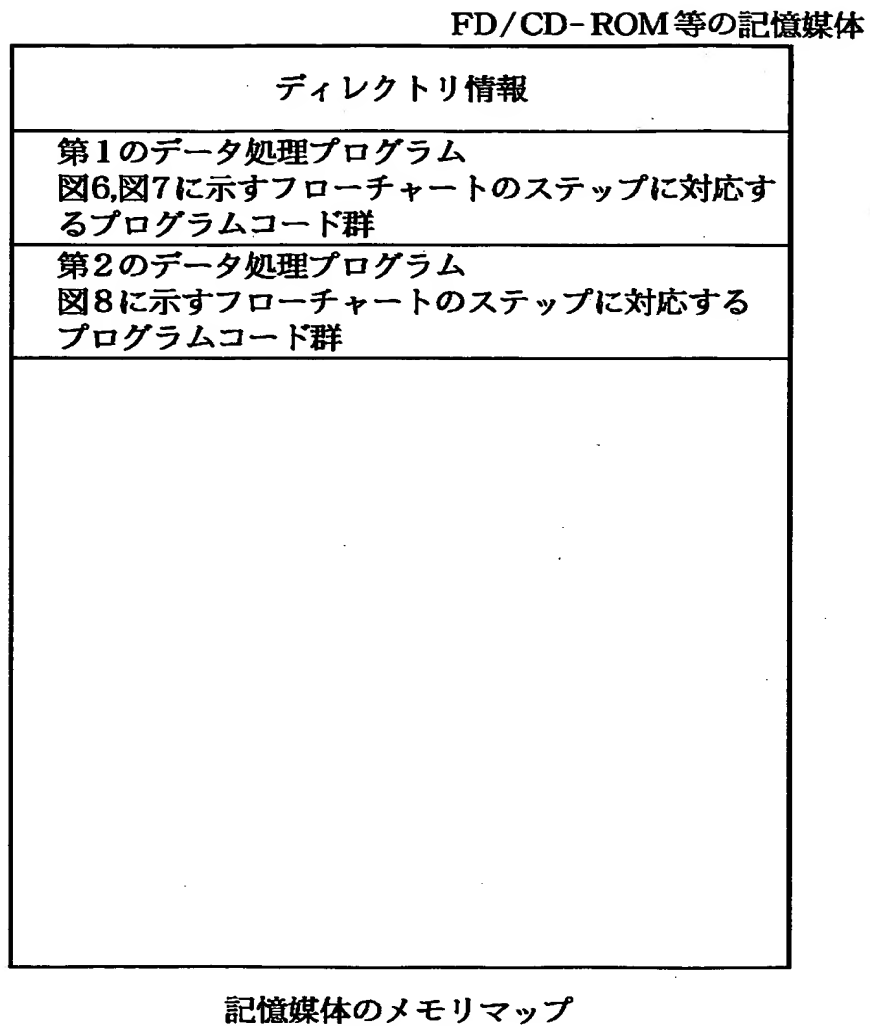 FD/CD-ROM等の記憶媒体
ディレクトリ情報
第1のデータ処理プログラム
図6,図7に示すフローチャートのステップに対応す
るプログラムコード群
第2のデータ処理プログラム
図8に示すフローチャートのステップに対応する
プログラムコード群
記憶媒体のメモリマップ